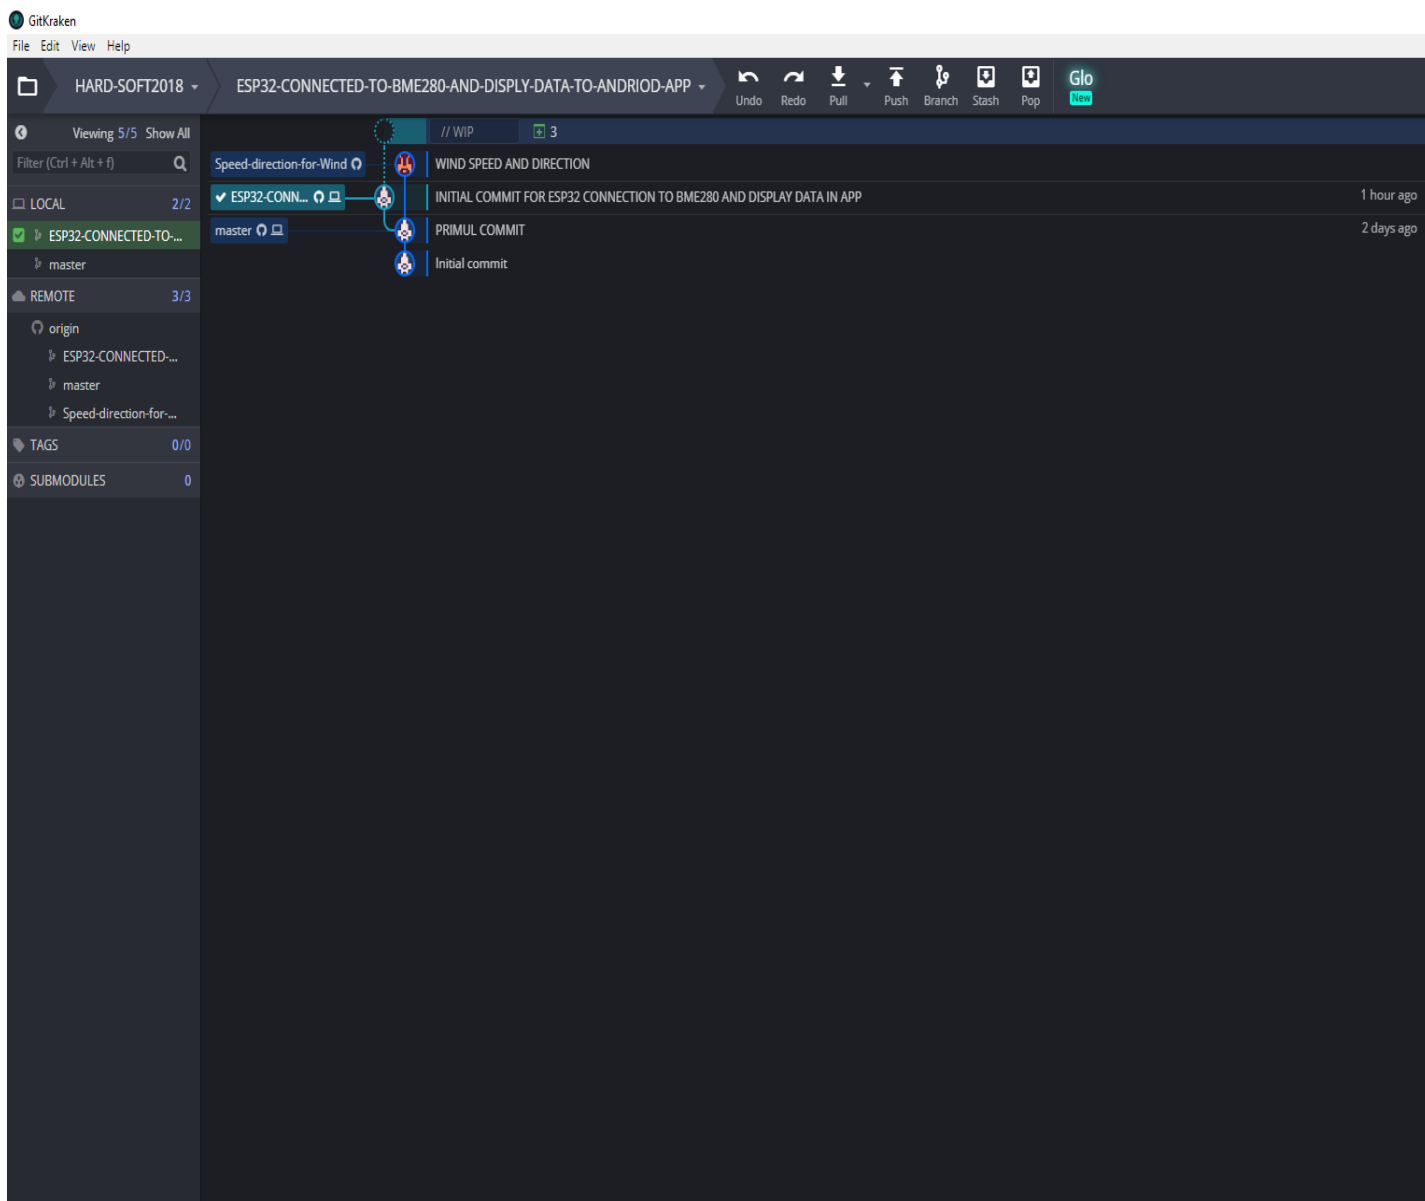 GitKraken
File Edit View Help
HARD-SOFT2018 ESP32-CONNECTED-TO-BME280-AND-DISPLY-DATA-TO-ANDRIOD-APP
Undo Redo Pull Push Branch Stash Pop
Glo
New
Viewing 5/5 Show All
Filter (Ctrl + Alt + f)
LOCAL 2/2
ESP32-CONNECTED-TO-...
master
REMOTE 3/3
origin
ESP32-CONNECTED-...
master
Speed-direction-for-...
TAGS 0/0
SUBMODULES 0
// WIP 3
Speed-direction-for-Wind WIND SPEED AND DIRECTION
ESP32-CONN... INITIAL COMMIT FOR ESP32 CONNECTION TO BME280 AND DISPLAY DATA IN APP 1 hour ago
master PRIMUL COMMIT 2 days ago
Initial commit